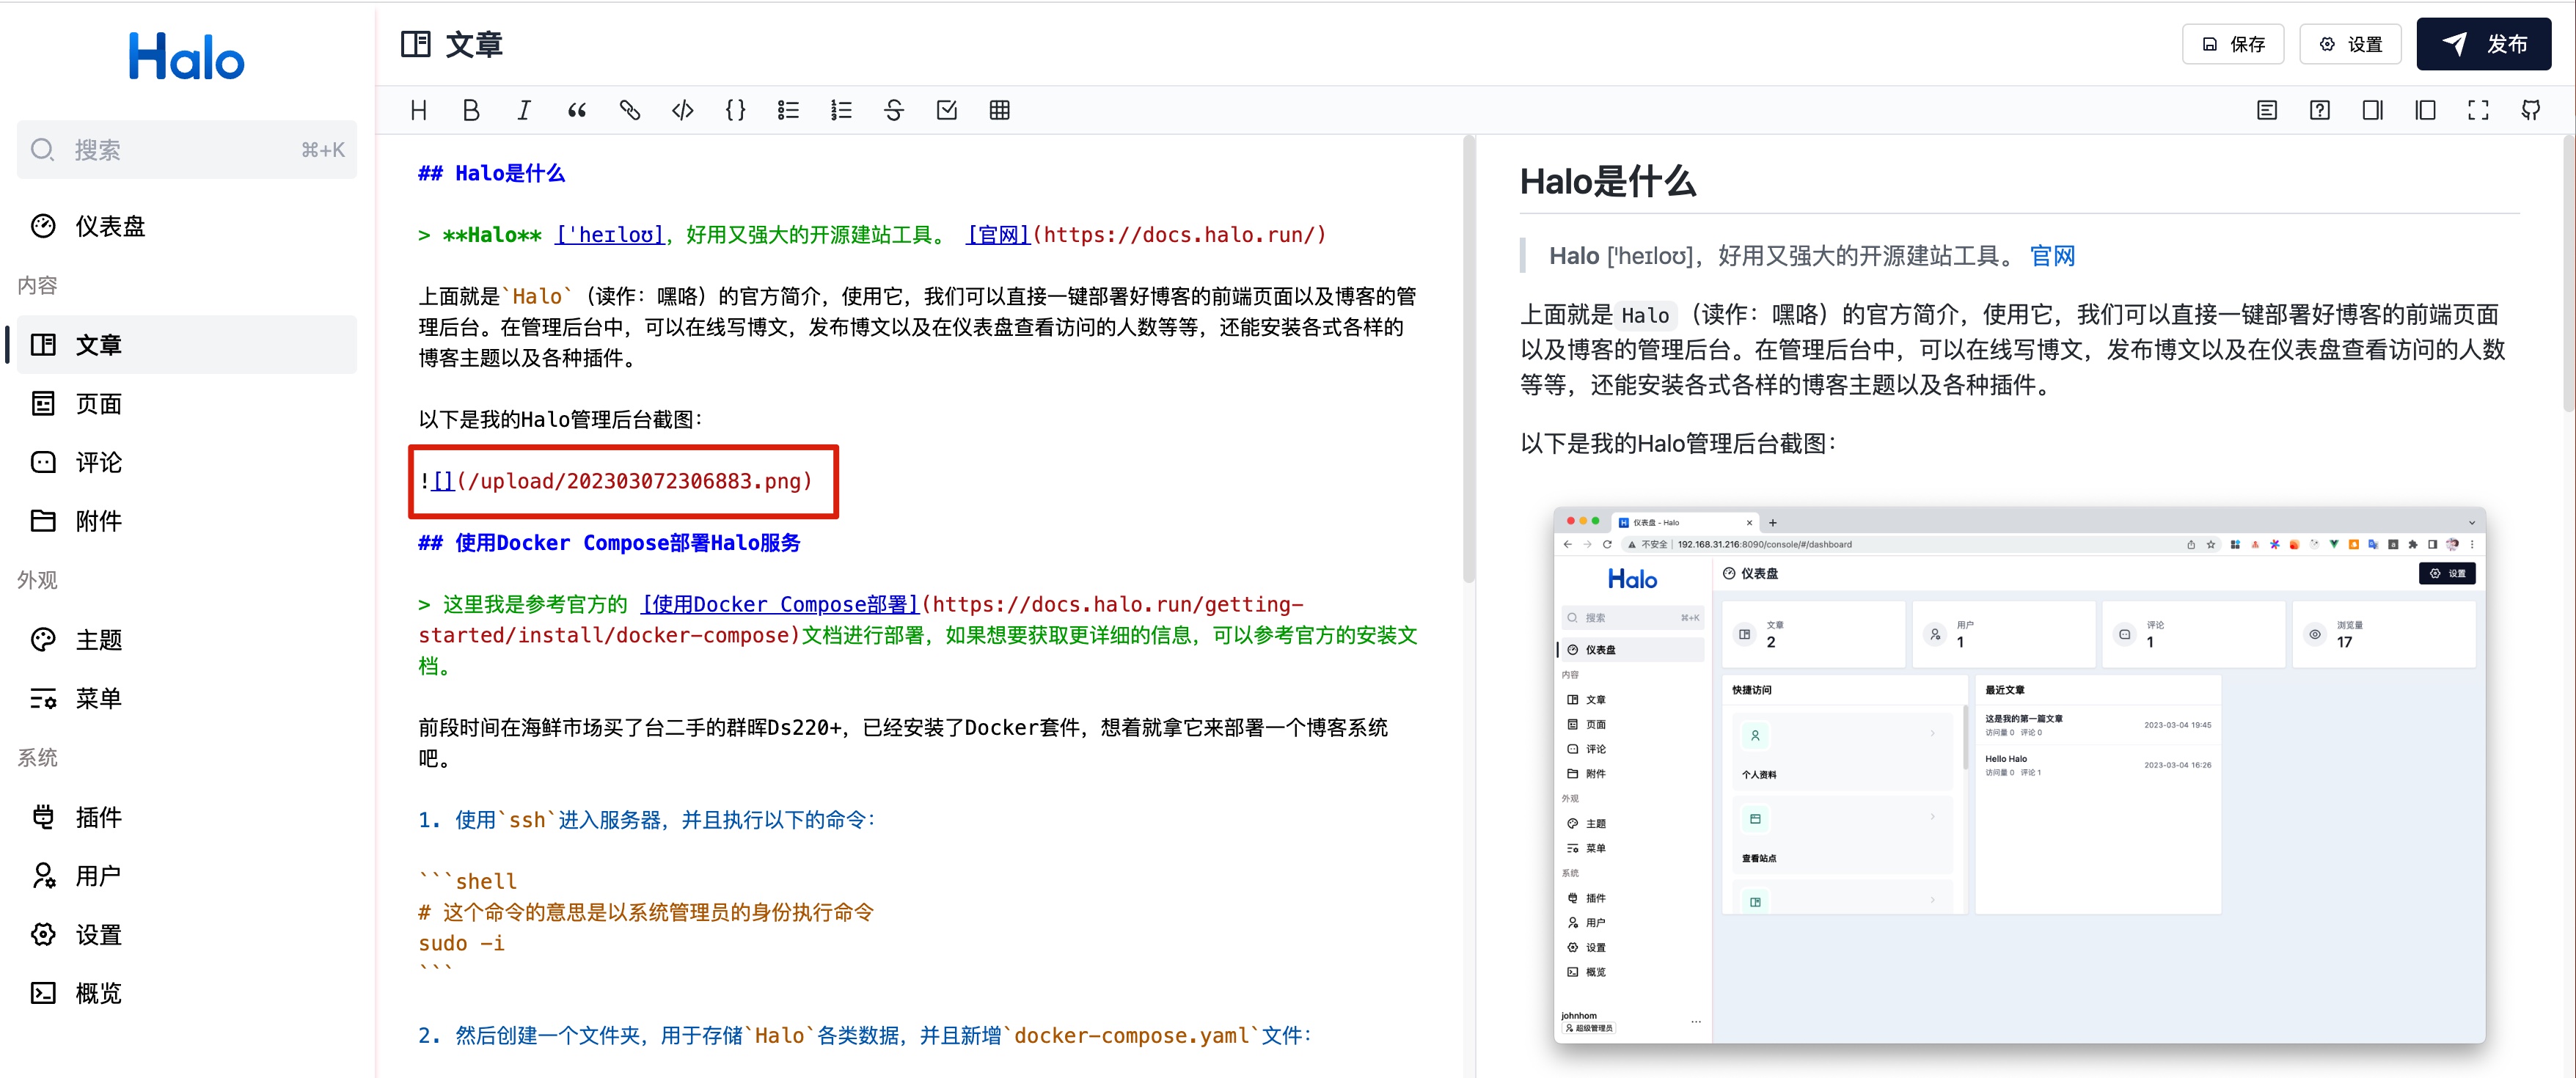 Halo
搜索 ⌘+K
仪表盘
内容
文章
页面
评论
附件
外观
主题
菜单
系统
插件
用户
设置
概览
文章
保存 设置 发布
## Halo是什么
> **Halo** ['heɪloʊ]，好用又强大的开源建站工具。 [官网](https://docs.halo.run/)
上面就是`Halo`（读作：嘿咯）的官方简介，使用它，我们可以直接一键部署好博客的前端页面以及博客的管
理后台。在管理后台中，可以在线写博文，发布博文以及在仪表盘查看访问的人数等等，还能安装各式各样的
博客主题以及各种插件。
以下是我的Halo管理后台截图：
![](/upload/202303072306883.png)
## 使用Docker Compose部署Halo服务
> 这里我是参考官方的 [使用Docker Compose部署](https://docs.halo.run/getting-
started/install/docker-compose)文档进行部署，如果想要获取更详细的信息，可以参考官方的安装文
档。
前段时间在海鲜市场买了台二手的群晖Ds220+，已经安装了Docker套件，想着就拿它来部署一个博客系统
吧。
1. 使用`ssh`进入服务器，并且执行以下的命令：
```shell
# 这个命令的意思是以系统管理员的身份执行命令
sudo -i
```
2. 然后创建一个文件夹，用于存储`Halo`各类数据，并且新增`docker-compose.yaml`文件：
Halo是什么
Halo ['heɪloʊ]，好用又强大的开源建站工具。 官网
上面就是 Halo （读作：嘿咯）的官方简介，使用它，我们可以直接一键部署好博客的前端页面
以及博客的管理后台。在管理后台中，可以在线写博文，发布博文以及在仪表盘查看访问的人数
等等，还能安装各式各样的博客主题以及各种插件。
以下是我的Halo管理后台截图：
仪表盘 - Halo
不安全 192.168.31.216:8090/console/#/dashboard
Halo
搜索 ⌘+K
仪表盘
内容
文章
页面
评论
附件
外观
主题
菜单
系统
插件
用户
设置
概览
johnhom
超级管理员
仪表盘
设置
文章
2
用户
1
评论
1
浏览量
17
快捷访问
个人资料
查看站点
最近文章
这是我的第一篇文章 2023-03-04 19:45
访问量 0 评论 0
Hello Halo 2023-03-04 16:26
访问量 0 评论 1